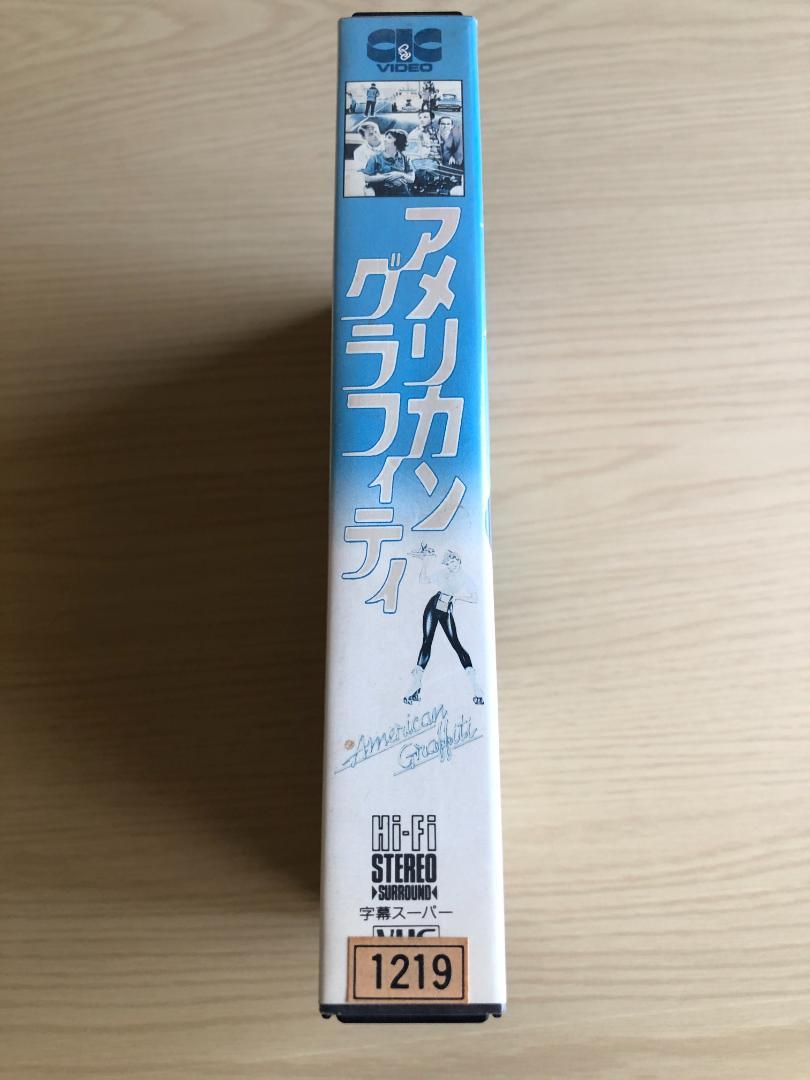 CIC
VIDEO
アメリカン
グラフィティ
American
Graffiti
Hi-Fi
STEREO
SURROUND
字幕スーパー
VHS
1219